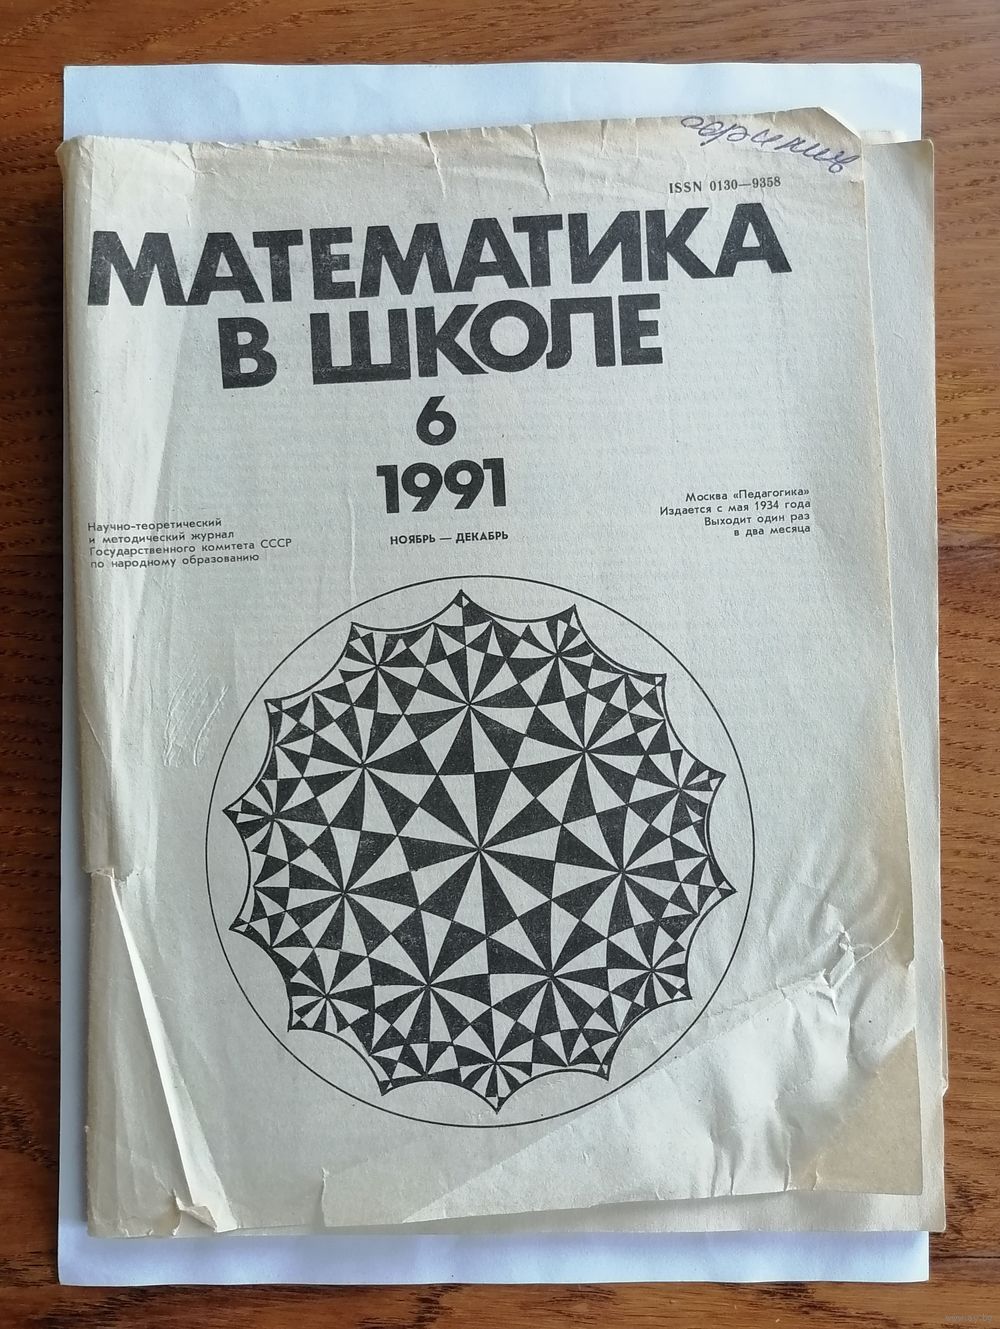 ISSN 0130—9358
МАТЕМАТИКА
В ШКОЛЕ
6
1991
НОЯБРЬ — ДЕКАБРЬ
Научно-теоретический
и методический журнал
Государственного комитета СССР
по народному образованию
Москва «Педагогика»
Издается с мая 1934 года
Выходит один раз
в два месяца